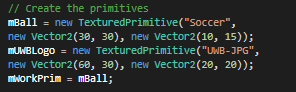 // Create the primitives
mBall = new TexturedPrimitive("Soccer",
new Vector2(30, 30), new Vector2(10, 15));
mUWBLogo = new TexturedPrimitive("UWB-JPG",
new Vector2(60, 30), new Vector2(20, 20));
mWorkPrim = mBall;